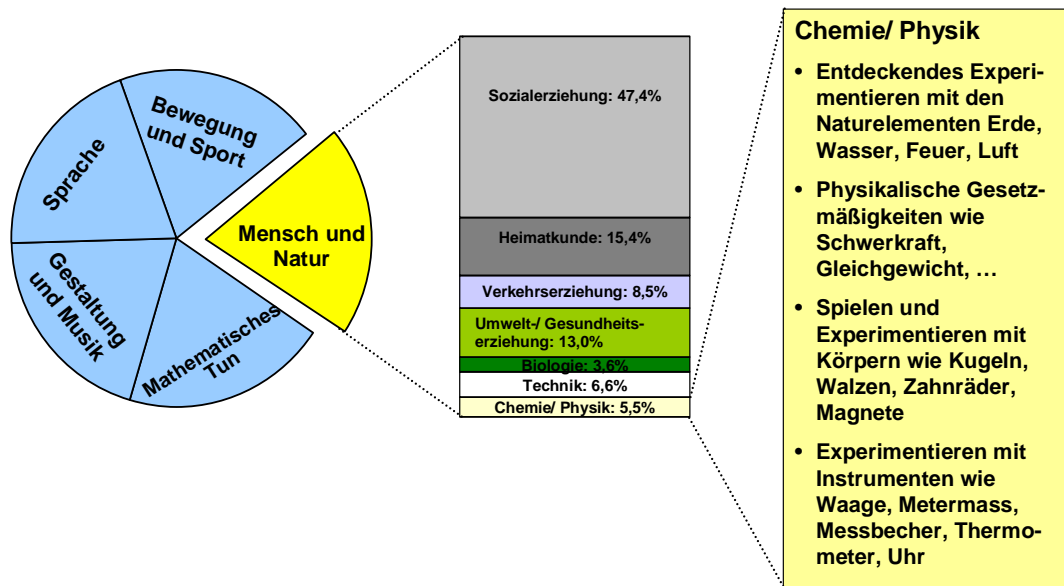 Bewegung
und Sport
Sprache
Gestaltung
und Musik
Mathematisches
Tun
Mensch und
Natur
Sozialerziehung: 47,4%
Heimatkunde: 15,4%
Verkehrserziehung: 8,5%
Umwelt-/ Gesundheits-
erziehung: 13,0%
Biologie: 3,6%
Technik: 6,6%
Chemie/ Physik: 5,5%
Chemie/ Physik
• Entdeckendes Experi-
mentieren mit den
Naturelementen Erde,
Wasser, Feuer, Luft
• Physikalische Gesetz-
mäßigkeiten wie
Schwerkraft,
Gleichgewicht, …
• Spielen und
Experimentieren mit
Körpern wie Kugeln,
Walzen, Zahnräder,
Magnete
• Experimentieren mit
Instrumenten wie
Waage, Metermass,
Messbecher, Thermo-
meter, Uhr